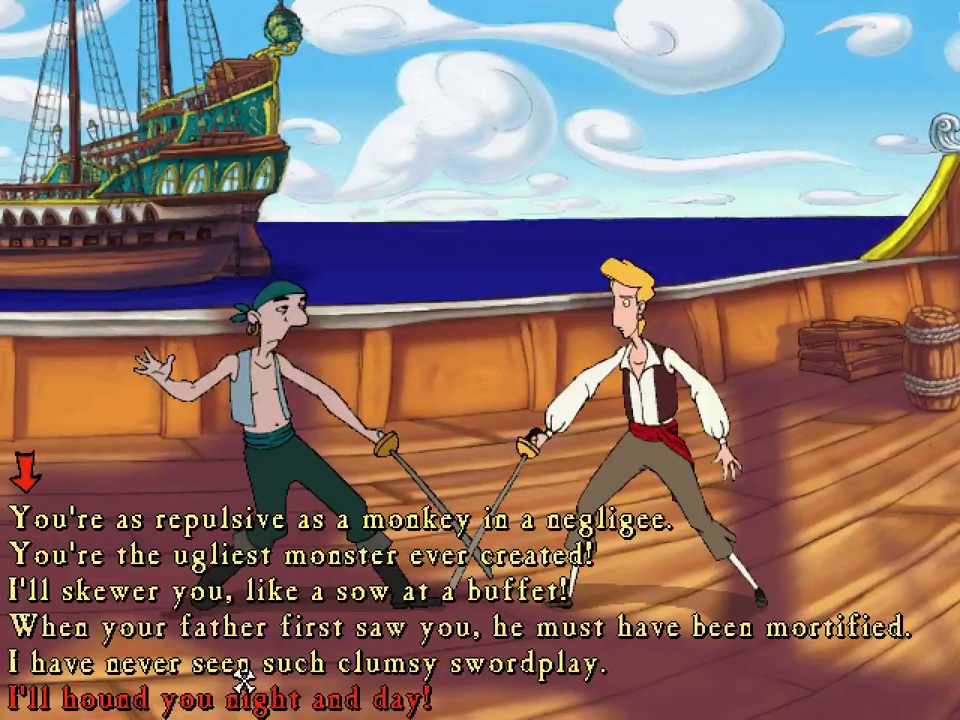 You're as repulsive as a monkey in a negligee.
You're the ugliest monster ever created!
I'll skewer you, like a sow at a buffet!
When your father first saw you, he must have been mortified.
I have never seen such clumsy swordplay.
I'll hound you night and day!